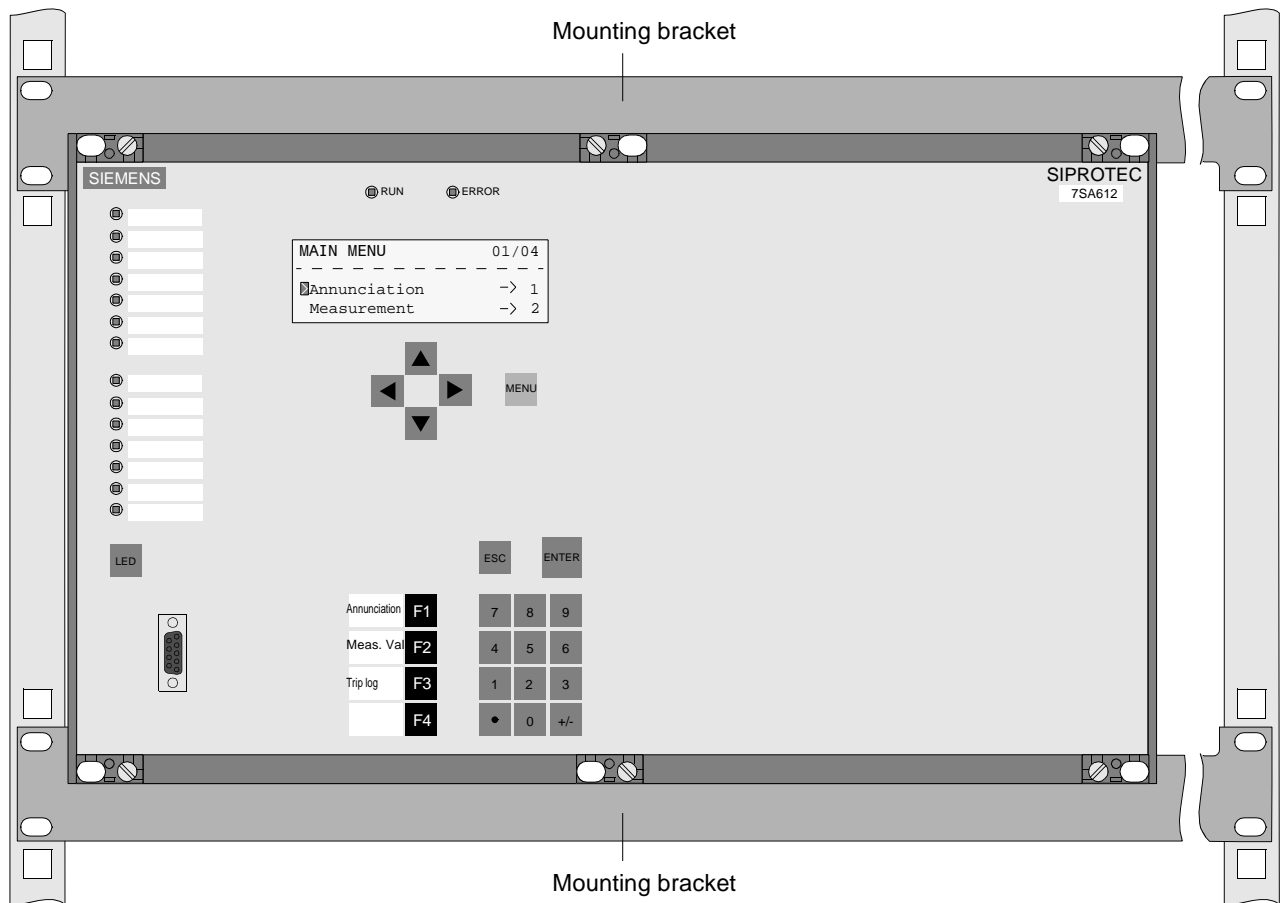 Mounting bracket
SIEMENS
RUN
ERROR
SIPROTEC
7SA612
MAIN MENU 01/04
- - - - - - - - - - - - - - -
>Annunciation -> 1
Measurement -> 2
MENU
LED
ESC
ENTER
Annunciation F1
7 8 9
Meas. Val F2
4 5 6
Trip log F3
1 2 3
F4
• 0 +/-
Mounting bracket